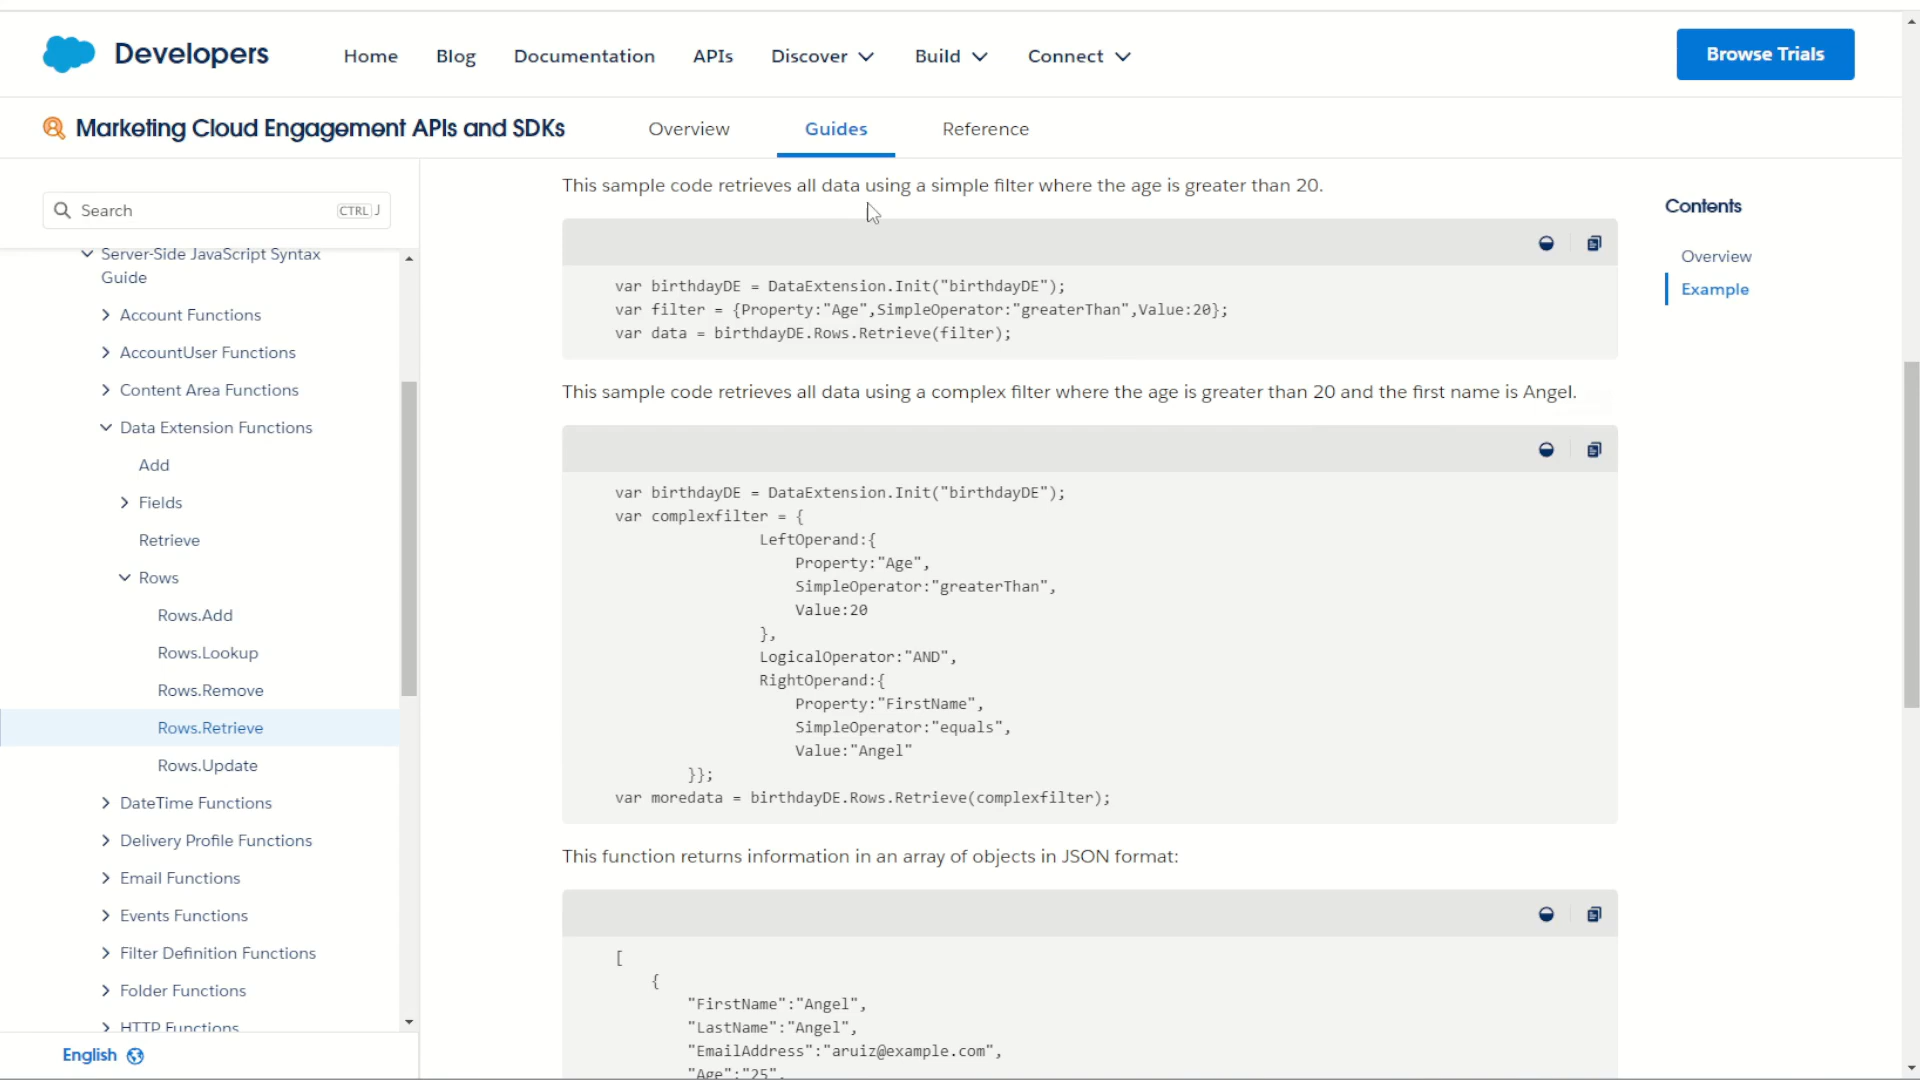 Developers
Home Blog Documentation APIs Discover Build Connect
Browse Trials
Marketing Cloud Engagement APIs and SDKs
Overview Guides Reference
Search CTRL J
Server-Side JavaScript Syntax
Guide
Account Functions
AccountUser Functions
Content Area Functions
Data Extension Functions
Add
Fields
Retrieve
Rows
Rows.Add
Rows.Lookup
Rows.Remove
Rows.Retrieve
Rows.Update
DateTime Functions
Delivery Profile Functions
Email Functions
Events Functions
Filter Definition Functions
Folder Functions
HTTP Functions
English
This sample code retrieves all data using a simple filter where the age is greater than 20.
var birthdayDE = DataExtension.Init("birthdayDE");
var filter = {Property:"Age",SimpleOperator:"greaterThan",Value:20};
var data = birthdayDE.Rows.Retrieve(filter);
This sample code retrieves all data using a complex filter where the age is greater than 20 and the first name is Angel.
var birthdayDE = DataExtension.Init("birthdayDE");
var complexfilter = {
LeftOperand:{
Property:"Age",
SimpleOperator:"greaterThan",
Value:20
},
LogicalOperator:"AND",
RightOperand:{
Property:"FirstName",
SimpleOperator:"equals",
Value:"Angel"
}};
var moredata = birthdayDE.Rows.Retrieve(complexfilter);
This function returns information in an array of objects in JSON format:
[
{
"FirstName":"Angel",
"LastName":"Angel",
"EmailAddress":"aruiz@example.com",
"Age":"25",
Contents
Overview
Example